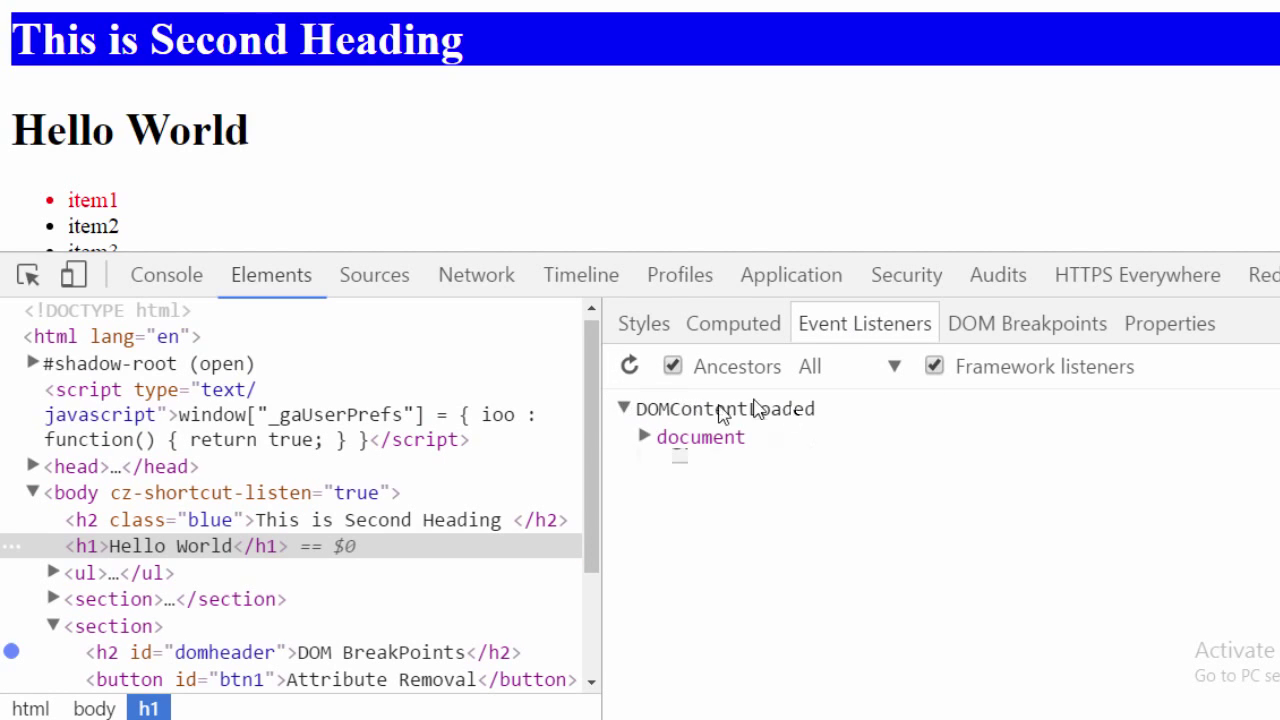 This is Second Heading
Hello World
item1
item2
Console Elements Sources Network Timeline Profiles Application Security Audits HTTPS Everywhere
<!DOCTYPE html>
<html lang="en">
#shadow-root (open)
<script type="text/
javascript">window["_gaUserPrefs"] = { ioo :
function() { return true; } }</script>
<head>…</head>
<body cz-shortcut-listen="true">
<h2 class="blue">This is Second Heading </h2>
... <h1>Hello World</h1> == $0
<ul>…</ul>
<section>…</section>
<section>
<h2 id="domheader">DOM BreakPoints</h2>
<button id="btn1">Attribute Removal</button>
html body h1
Styles Computed Event Listeners DOM Breakpoints Properties
Ancestors All Framework listeners
DOMContentLoaded
document
Activate
Go to PC